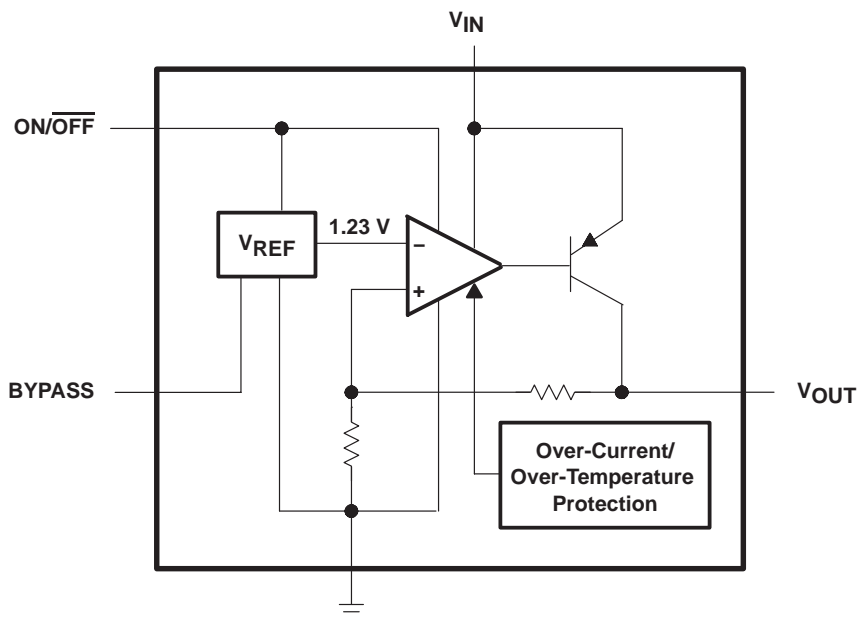 VIN
ON/OFF
1.23 V
VREF
−
+
BYPASS
VOUT
Over-Current/
Over-Temperature
Protection